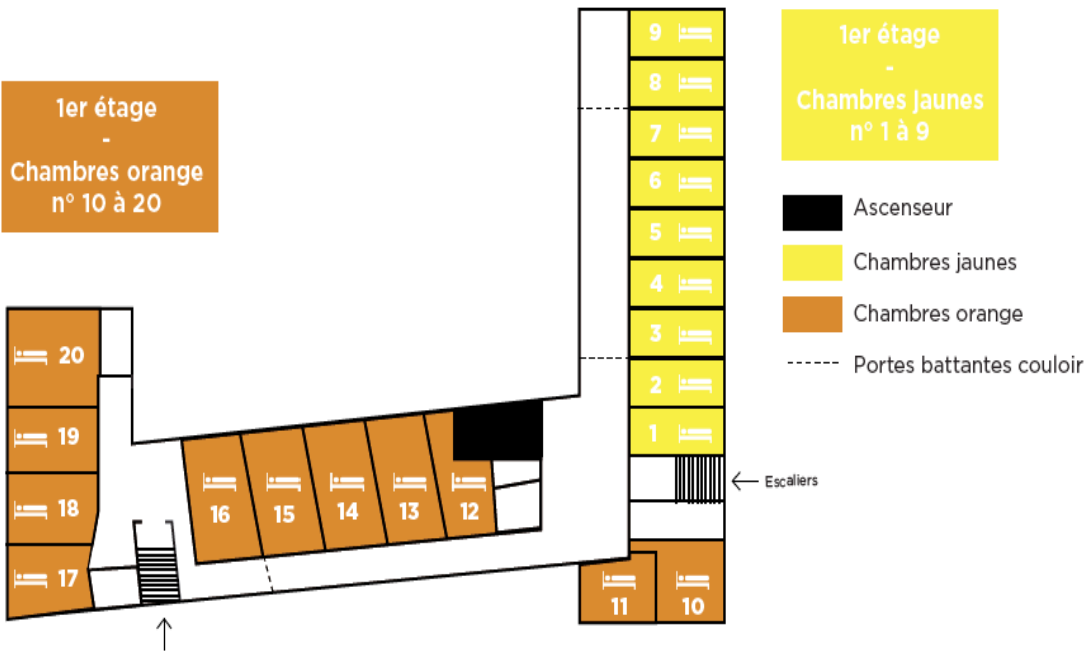 1er étage
-
Chambres orange
n° 10 à 20
1er étage
-
Chambres jaunes
n° 1 à 9
Ascenseur
Chambres jaunes
Chambres orange
Portes battantes couloir
9
8
7
6
5
4
3
2
1
Escaliers
20
19
18
17
16
15
14
13
12
11
10